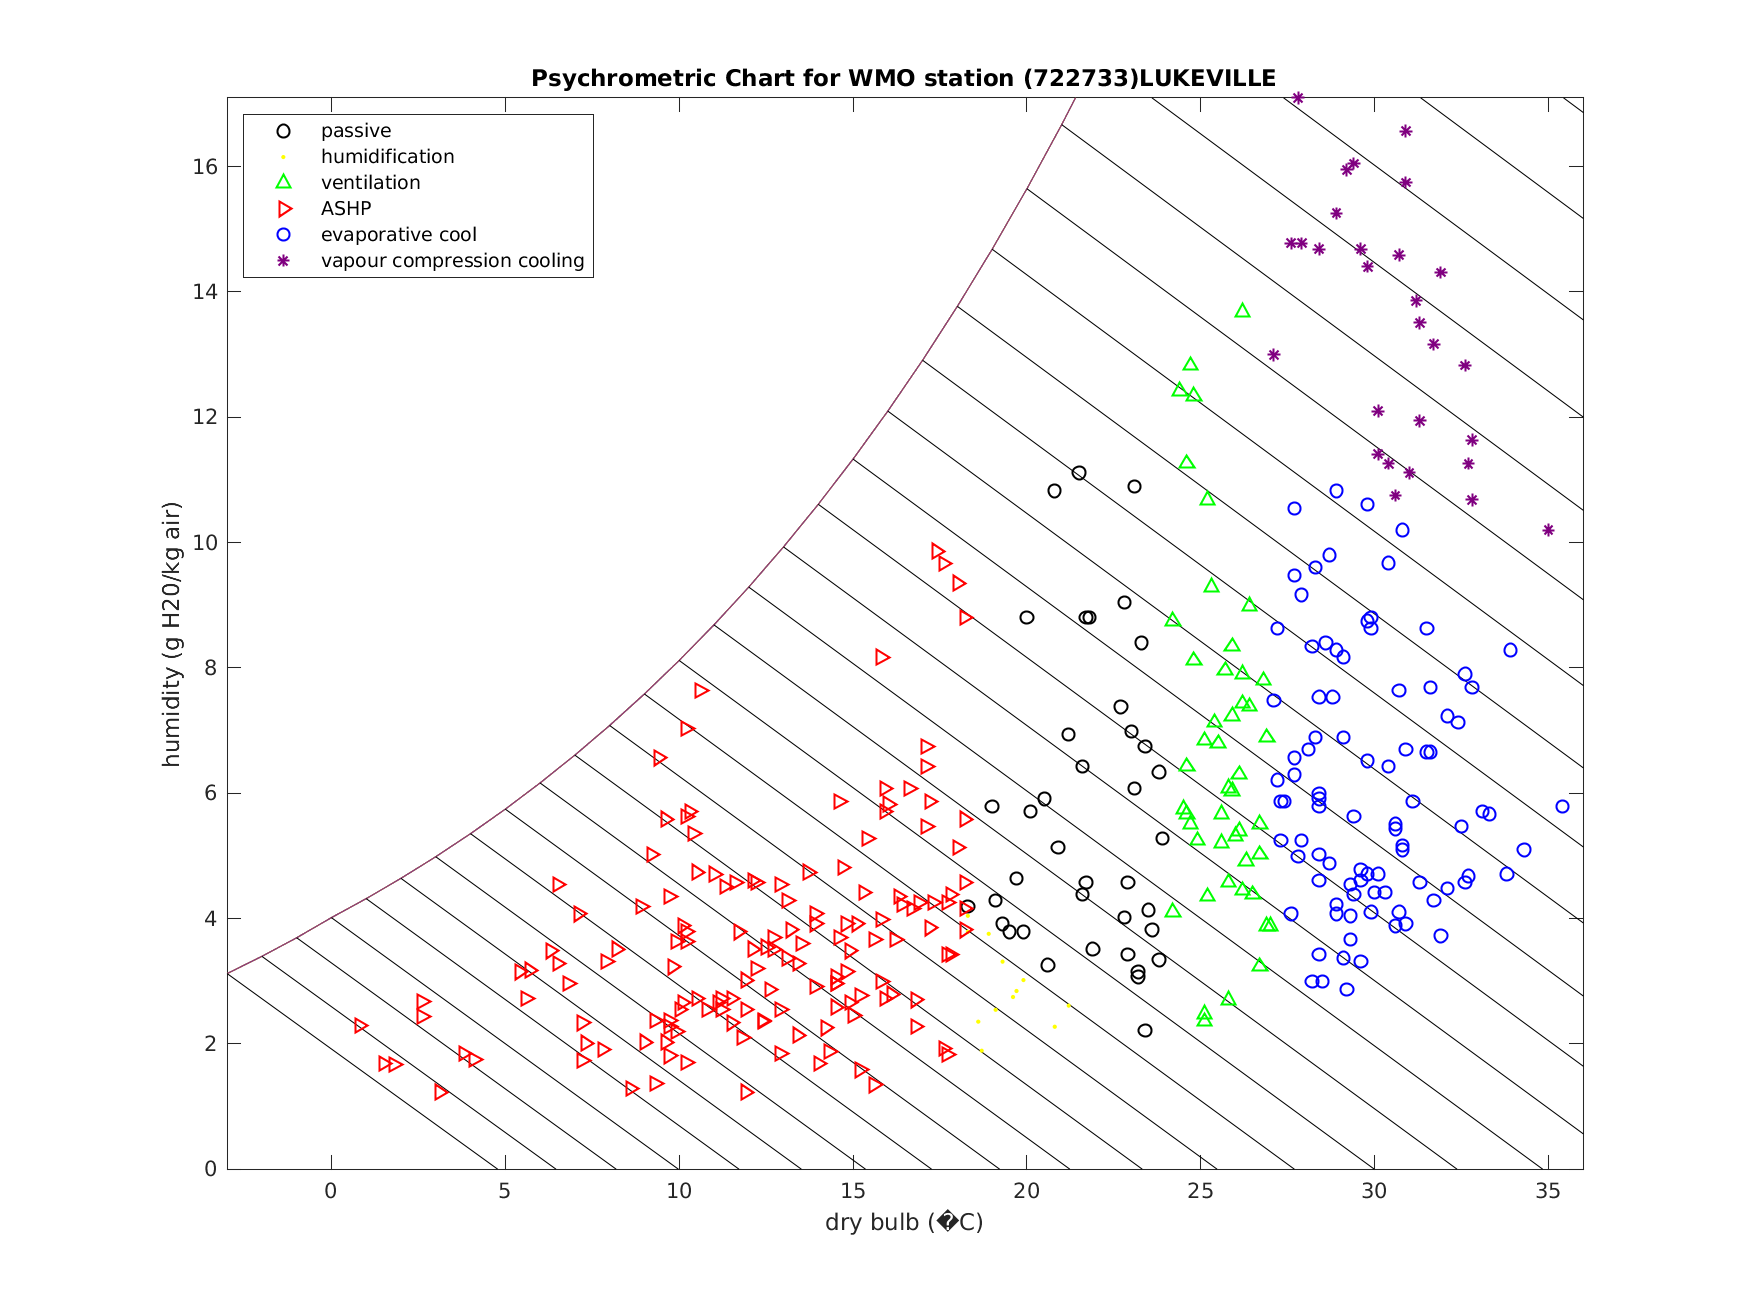 Psychrometric Chart for WMO station (722733)LUKEVILLE
passive
humidification
ventilation
ASHP
evaporative cool
vapour compression cooling
16
14
12
10
8
6
4
2
0
humidity (g H20/kg air)
0 5 10 15 20 25 30 35
dry bulb (�C)